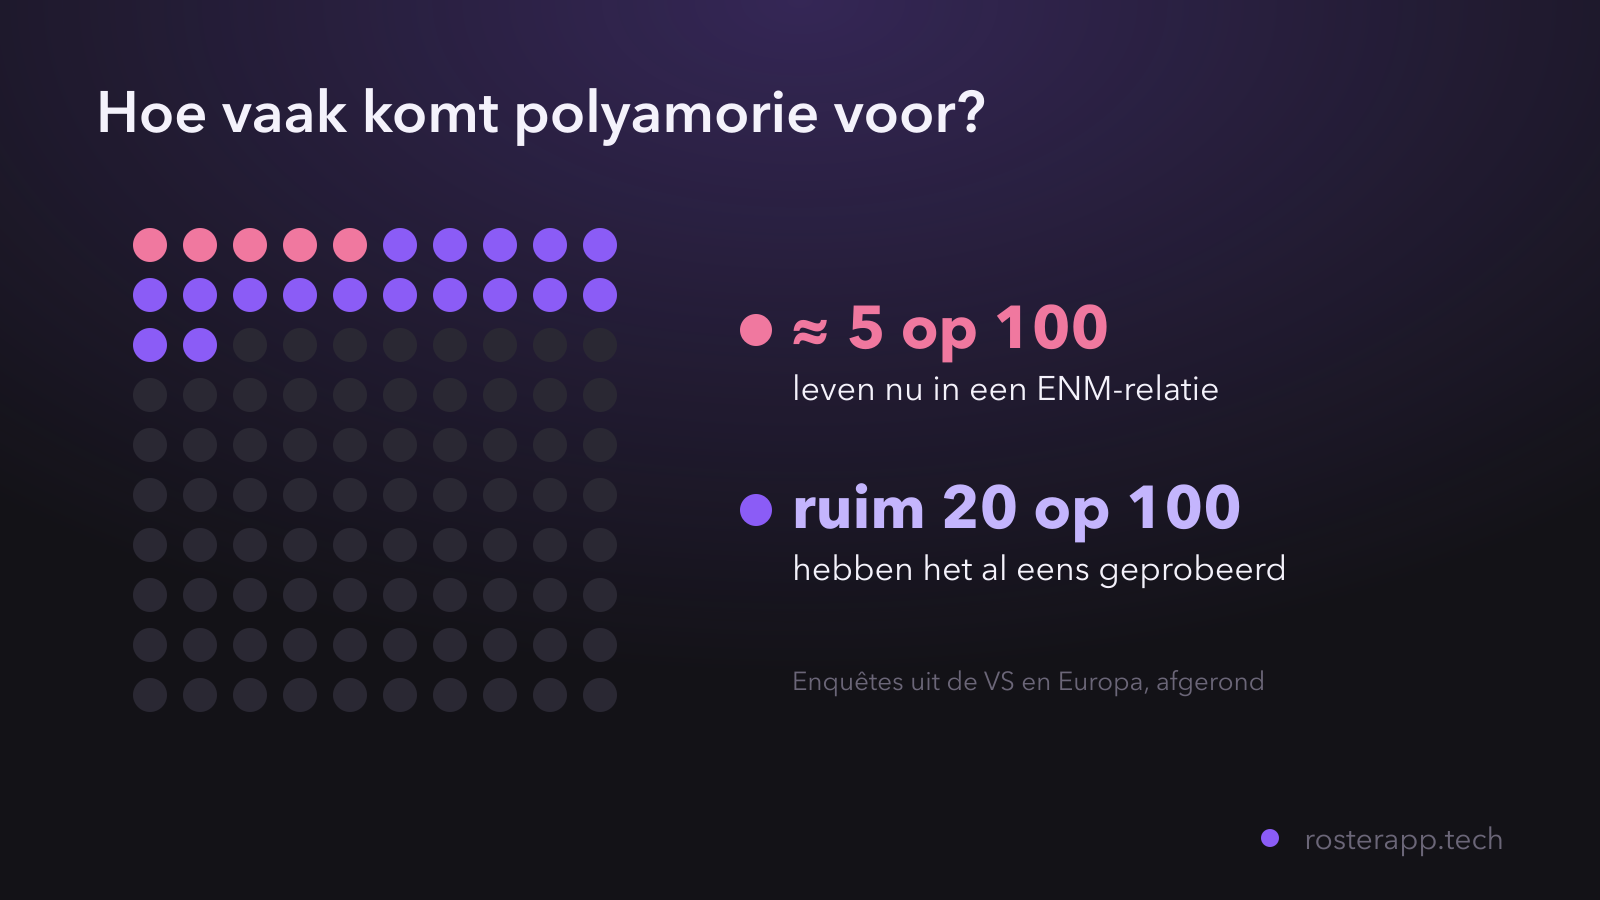 Hoe vaak komt polyamorie voor?
≈ 5 op 100
leven nu in een ENM-relatie
ruim 20 op 100
hebben het al eens geprobeerd
Enquêtes uit de VS en Europa, afgerond
rosterapp.tech